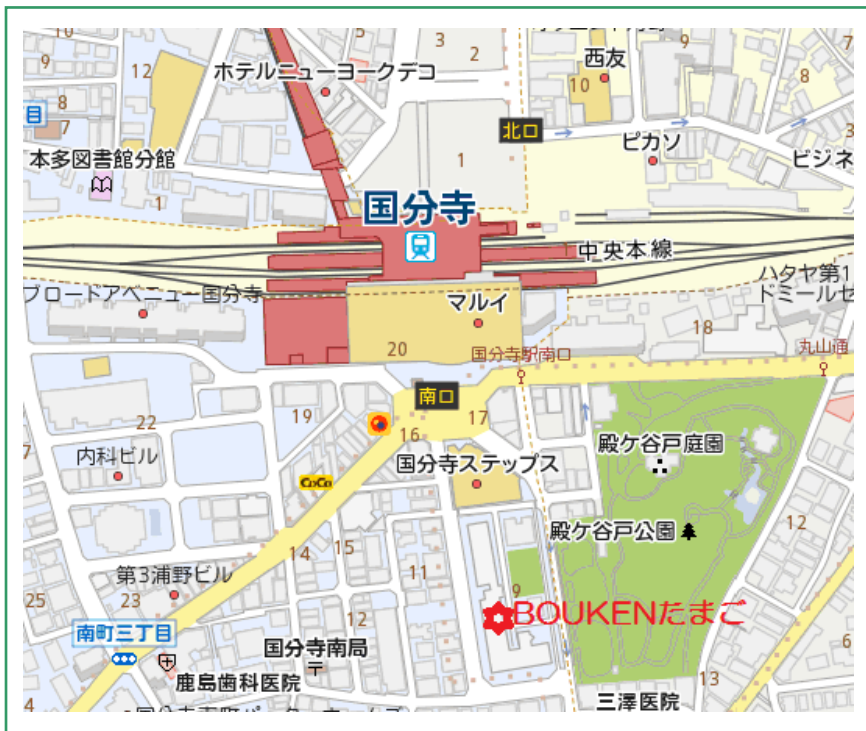 10
9
12
8
7
目
5
3
2
ホテルニューヨークデコ
西友
10
9
7
8
北口
ピカソ
ビジネ
本多図書館分館
1
1
国分寺
中央本線
ハタヤ第1
ドミールセ
ブロードアベニュー国分寺
マルイ
18
20
国分寺駅南口
丸山通
南口
19
17
16
22
内科ビル
国分寺ステップス
殿ケ谷戸庭園
CoCo
殿ケ谷戸公園
12
14
15
11
9
第3浦野ビル
25
23
BOUKENたまご
12
南町三丁目
国分寺南局
6
鹿島歯科医院
13
24
三澤医院